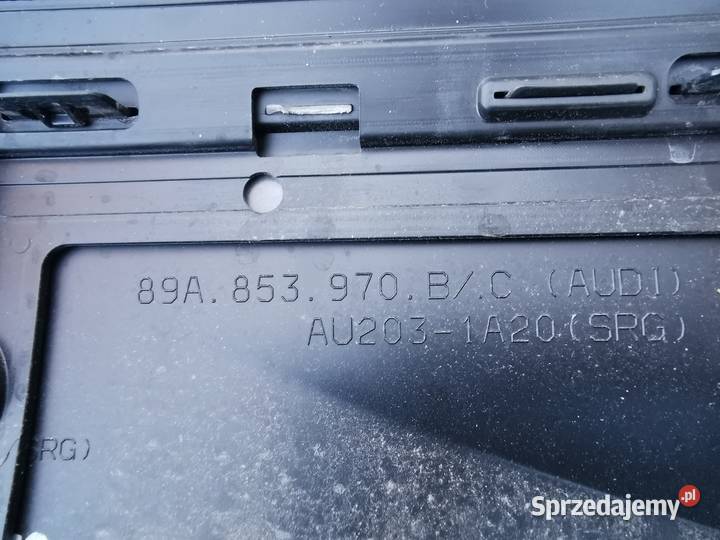 89A.853.970.B/.C (AUDI)
AU203-1A20(SRG)
/SRG)
Sprzedajemy.pl